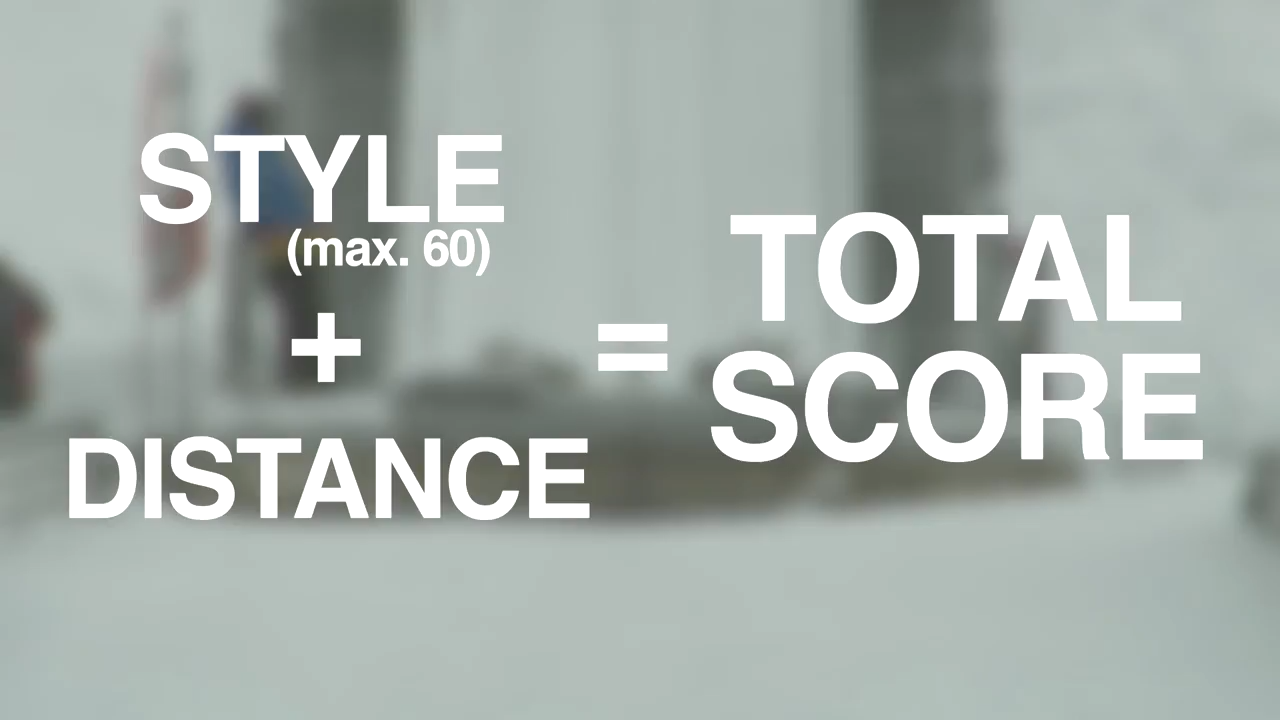 STYLE
(max. 60)
+
DISTANCE
=
TOTAL
SCORE